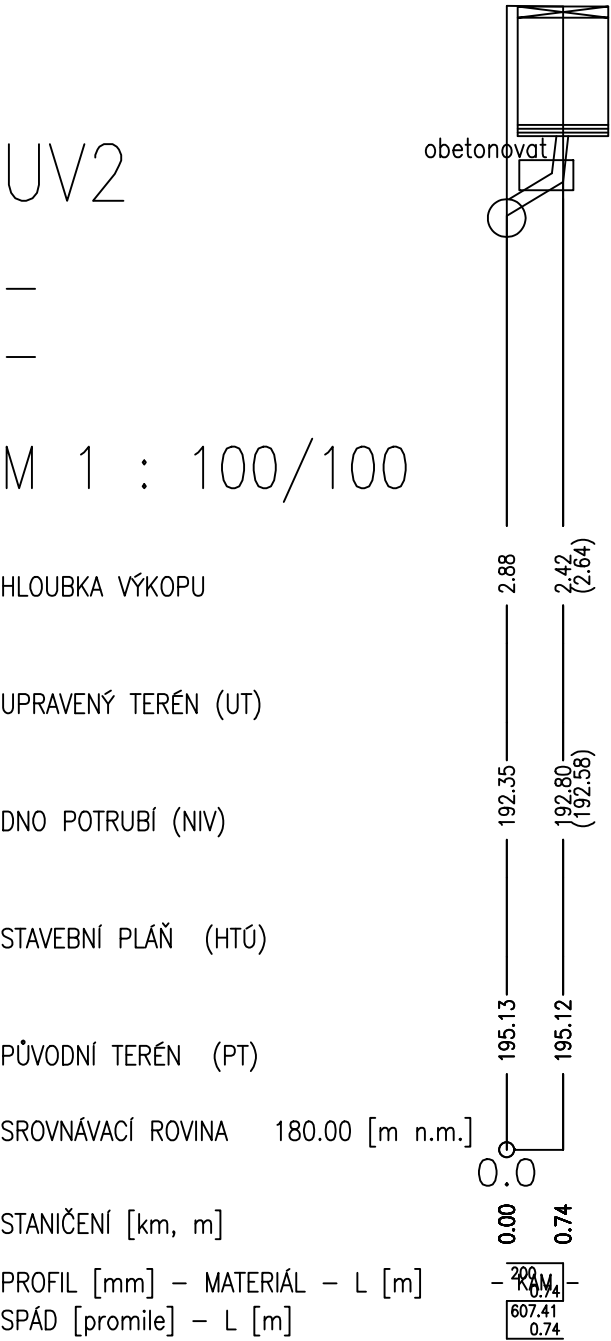 obetonovat
UV2
–
–
M 1 : 100/100
HLOUBKA VÝKOPU 2.88 2.42 (2.64)
UPRAVENÝ TERÉN (UT)
DNO POTRUBÍ (NIV) 192.35 192.80 (192.58)
STAVEBNÍ PLÁŇ (HTÚ)
PŮVODNÍ TERÉN (PT) 195.13 195.12
SROVNÁVACÍ ROVINA 180.00 [m n.m.]
0.0
STANIČENÍ [km, m] 0.00 0.74
PROFIL [mm] – MATERIÁL – L [m] 200 – KAM – 0.74
SPÁD [promile] – L [m] 607.41 0.74